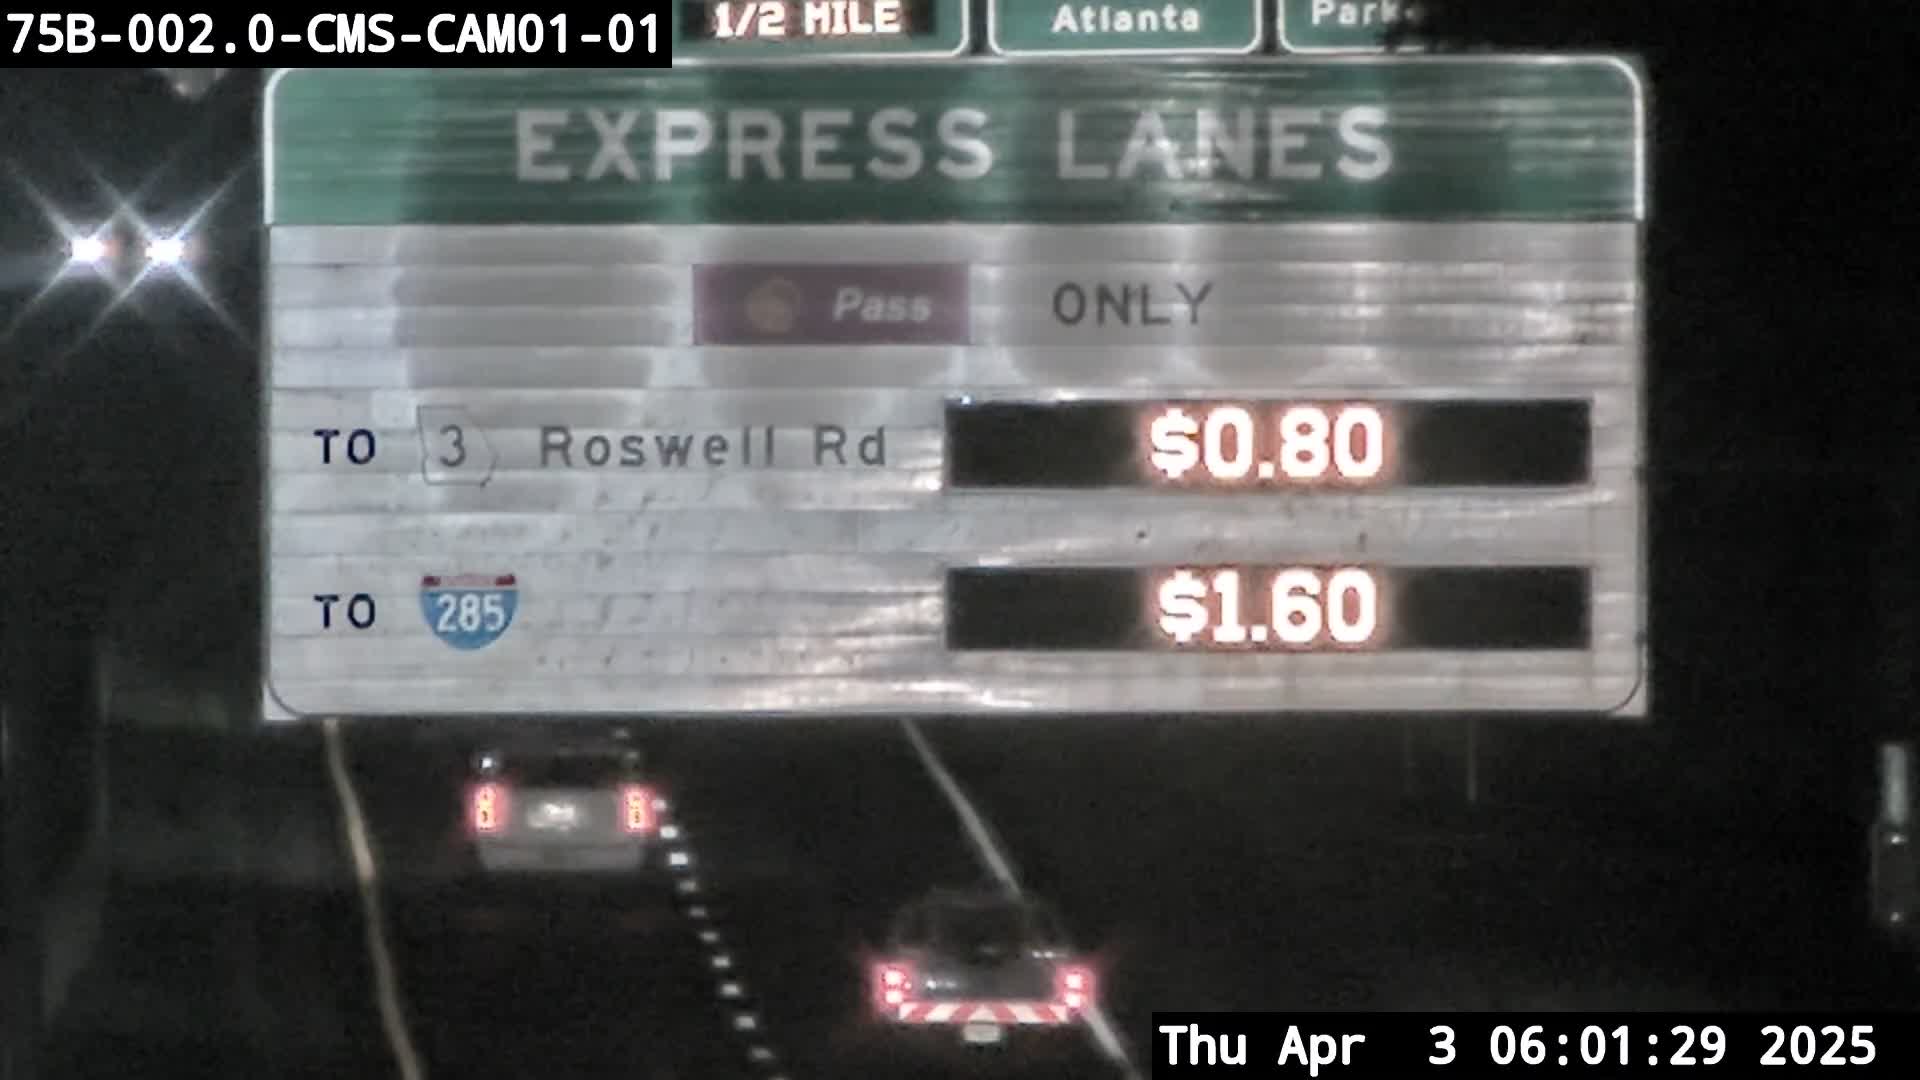 75B-002.0-CMS-CAM01-01
1/2 MILE
Atlanta
EXPRESS LANES
Pass ONLY
TO 3 Roswell Rd $0.80
TO 285 $1.60
Thu Apr 3 06:01:29 2025